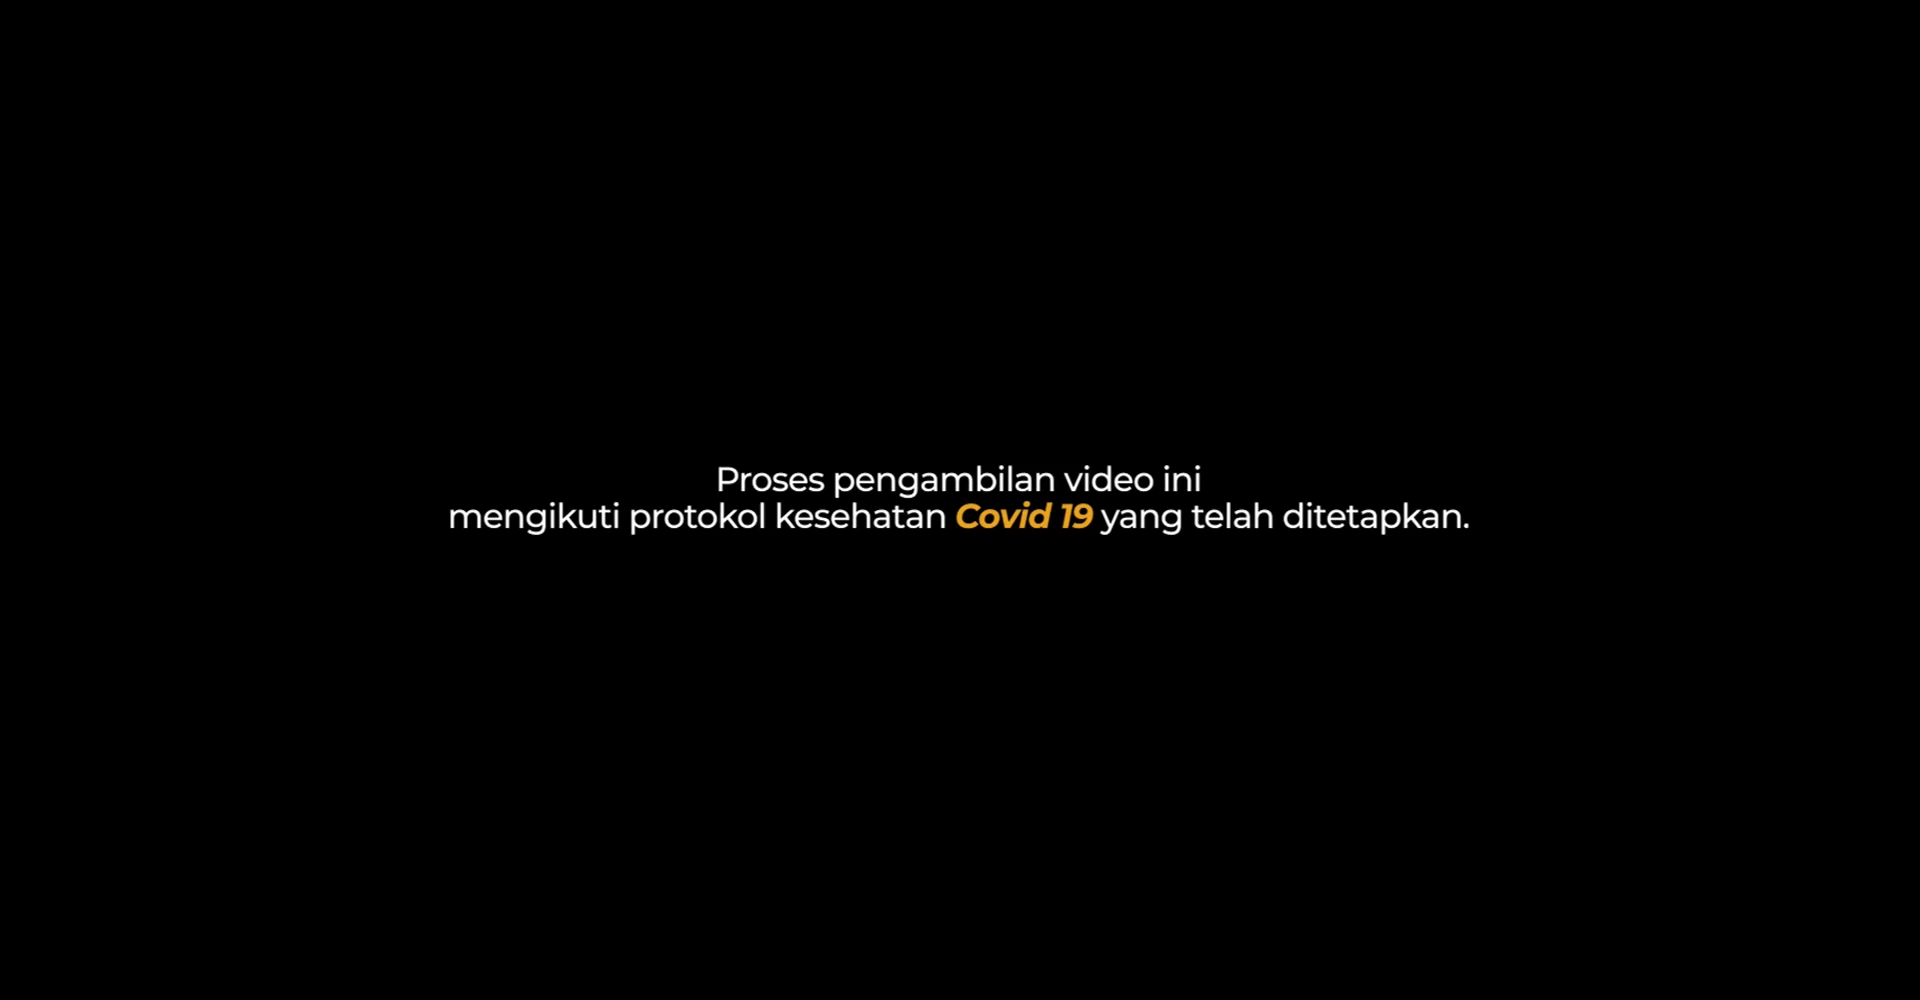 Proses pengambilan video ini
mengikuti protokol kesehatan Covid 19 yang telah ditetapkan.